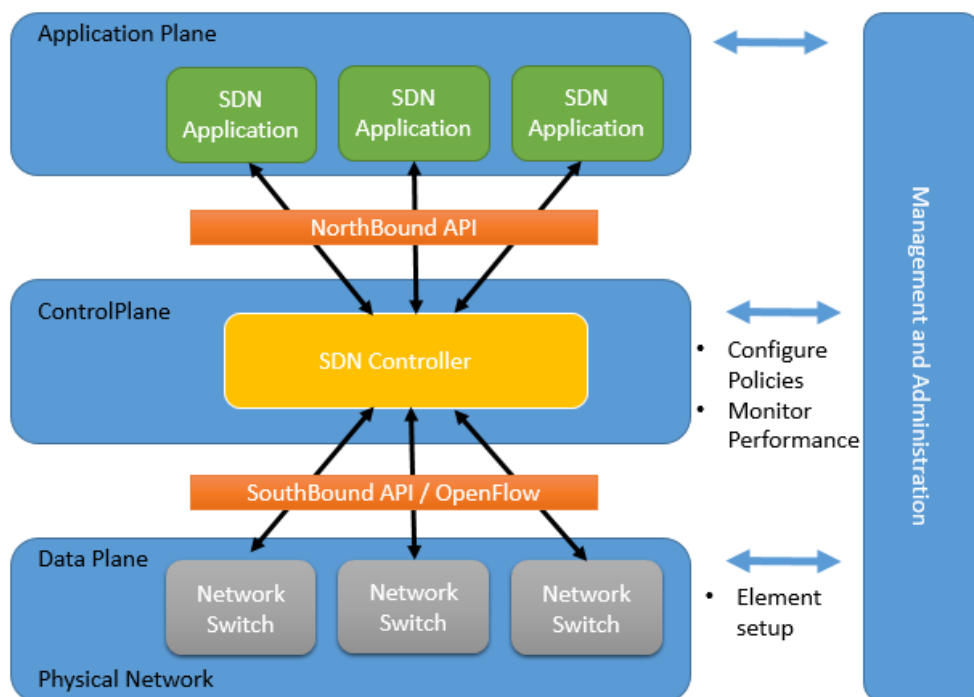 Application Plane
SDN
Application
SDN
Application
SDN
Application
NorthBound API
ControlPlane
SDN Controller
• Configure
Policies
• Monitor
Performance
SouthBound API / OpenFlow
Data Plane
Network
Switch
Network
Switch
Network
Switch
• Element
setup
Physical Network
Management and Administration